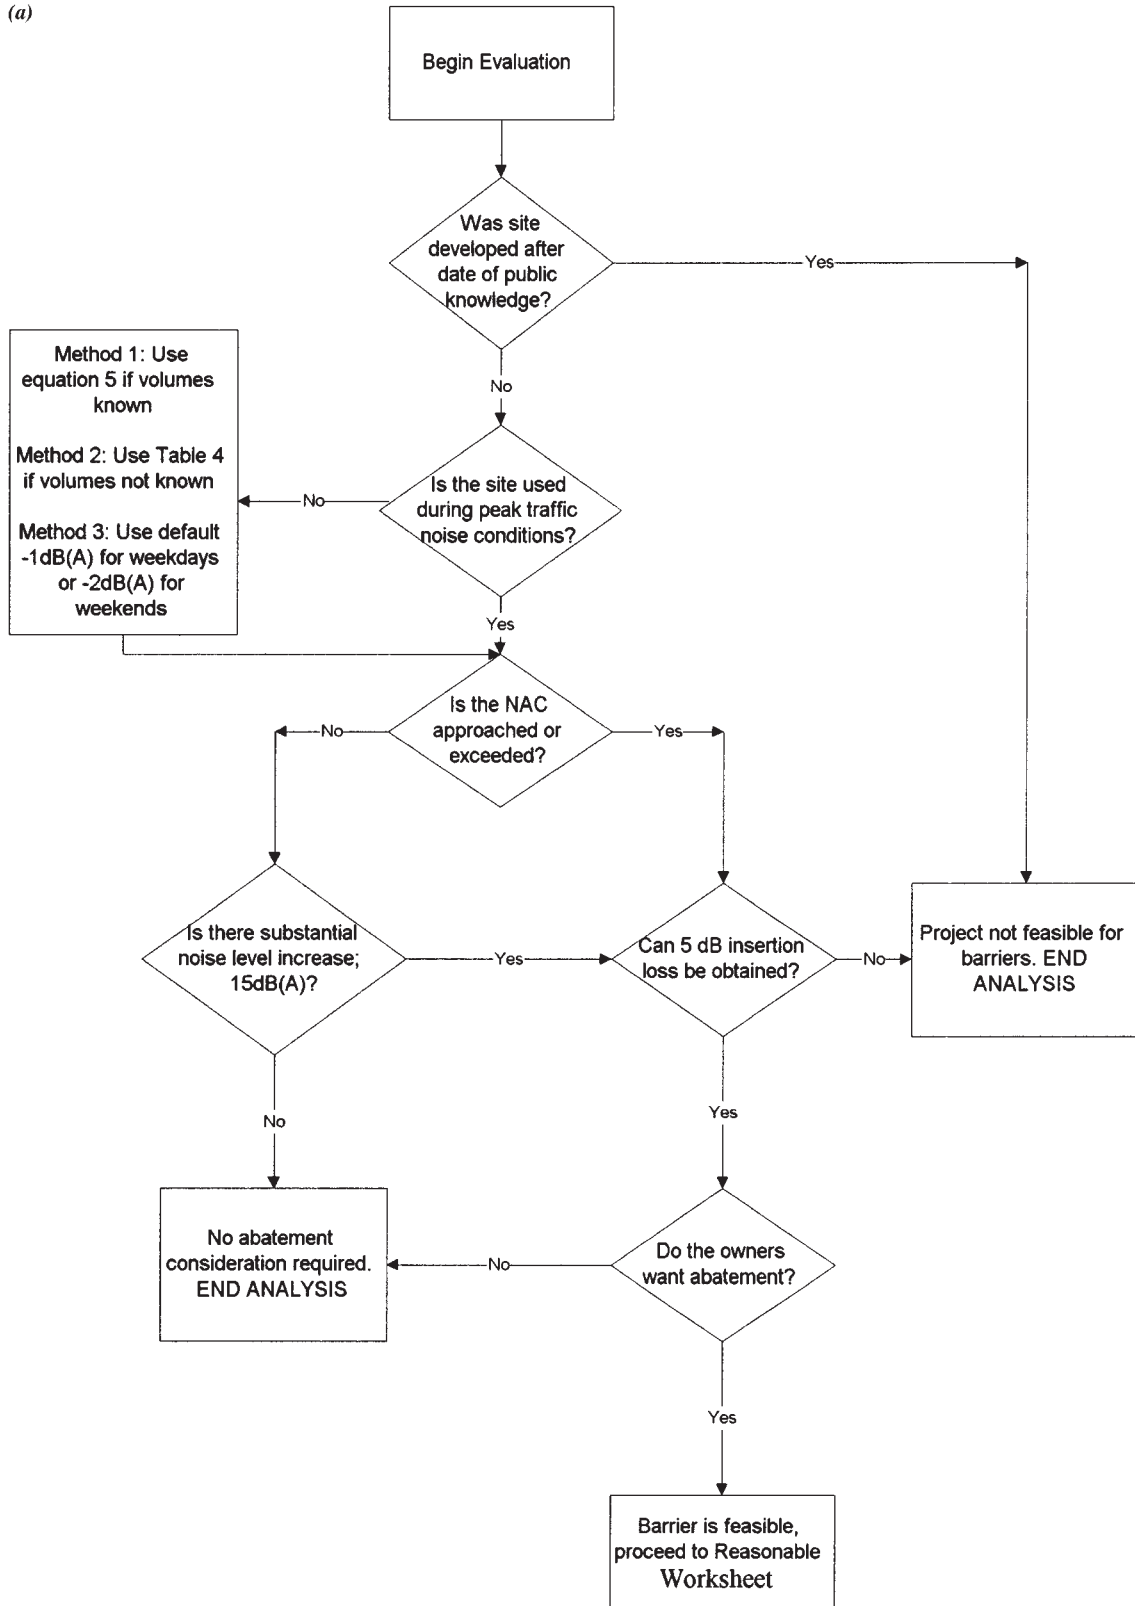 (a)
Begin Evaluation
Was site
developed after
date of public
knowledge?
Yes
No
Method 1: Use
equation 5 if volumes
known
Method 2: Use Table 4
if volumes not known
Method 3: Use default
-1dB(A) for weekdays
or -2dB(A) for
weekends
No
Is the site used
during peak traffic
noise conditions?
Yes
Is the NAC
approached or
exceeded?
No
Yes
Is there substantial
noise level increase;
15dB(A)?
Yes
Can 5 dB insertion
loss be obtained?
No
Project not feasible for
barriers. END
ANALYSIS
No
Yes
No abatement
consideration required.
END ANALYSIS
No
Do the owners
want abatement?
Yes
Barrier is feasible,
proceed to Reasonable
Worksheet